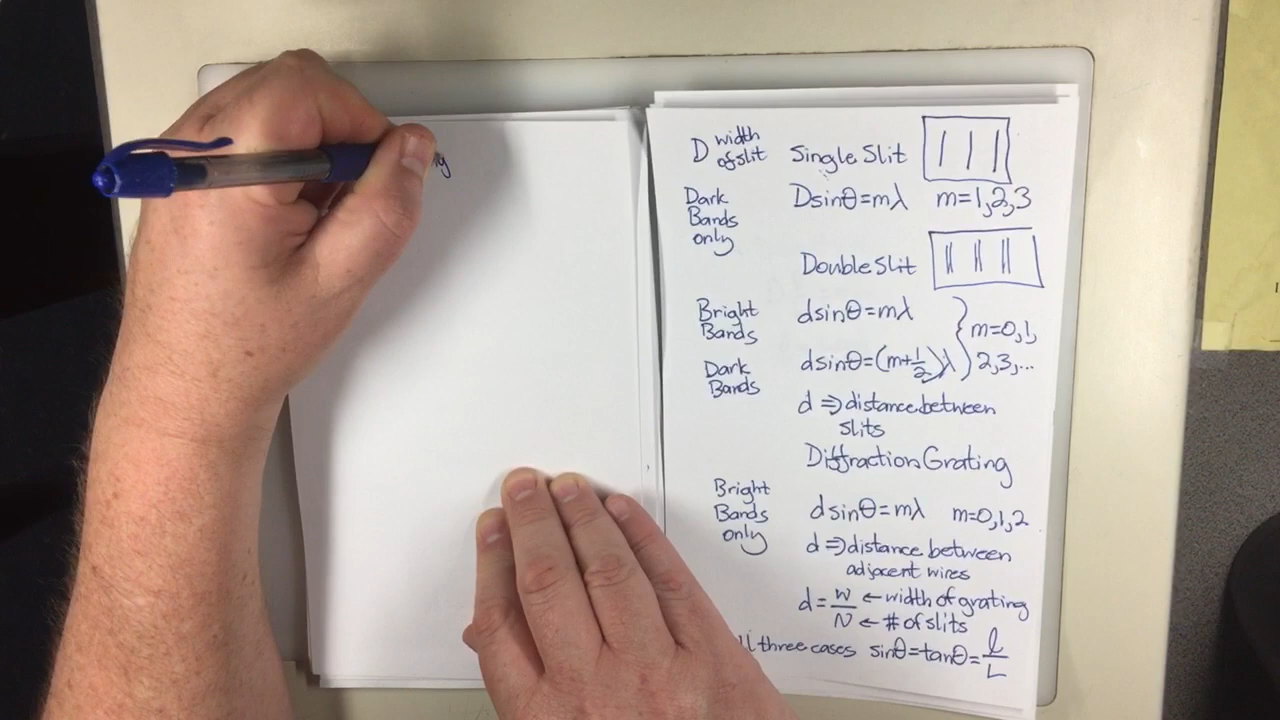 D width of slit Single Slit
Dark Bands only Dsinθ=mλ m=1,2,3
Double Slit
Bright Bands dsinθ=mλ } m=0,1,
Dark Bands dsinθ=(m+1/2)λ 2,3,...
d ⇒ distance between
slits
Diffraction Grating
Bright Bands only dsinθ=mλ m=0,1,2
d ⇒ distance between
adjacent wires
d=W/N ← width of grating
← # of slits
three cases sinθ=tanθ=l/L